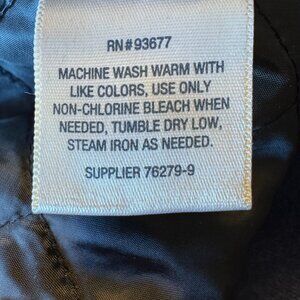 RN#93677
MACHINE WASH WARM WITH
LIKE COLORS, USE ONLY
NON-CHLORINE BLEACH WHEN
NEEDED, TUMBLE DRY LOW,
STEAM IRON AS NEEDED.
SUPPLIER 76279-9